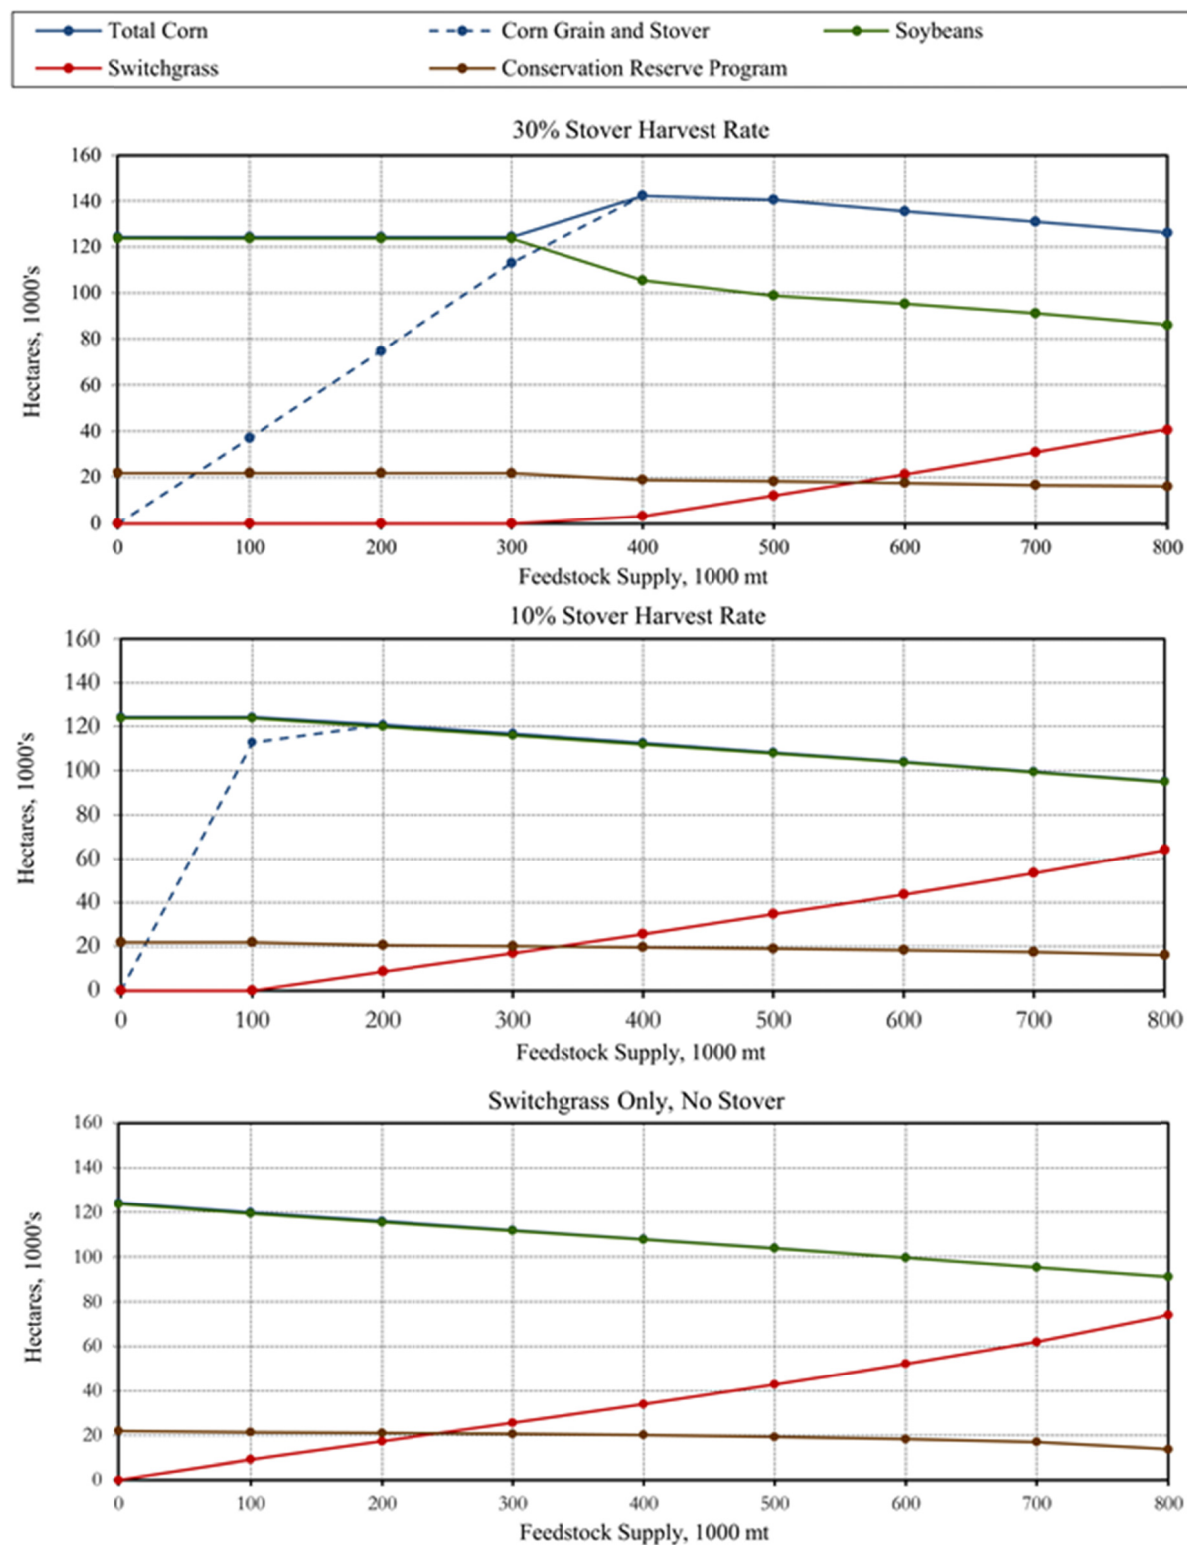 Total Corn Corn Grain and Stover Soybeans
Switchgrass Conservation Reserve Program
30% Stover Harvest Rate
160
140
120
100
80
60
40
20
0
Hectares, 1000's
0 100 200 300 400 500 600 700 800
Feedstock Supply, 1000 mt
10% Stover Harvest Rate
160
140
120
100
80
60
40
20
0
Hectares, 1000's
0 100 200 300 400 500 600 700 800
Feedstock Supply, 1000 mt
Switchgrass Only, No Stover
160
140
120
100
80
60
40
20
0
Hectares, 1000's
0 100 200 300 400 500 600 700 800
Feedstock Supply, 1000 mt